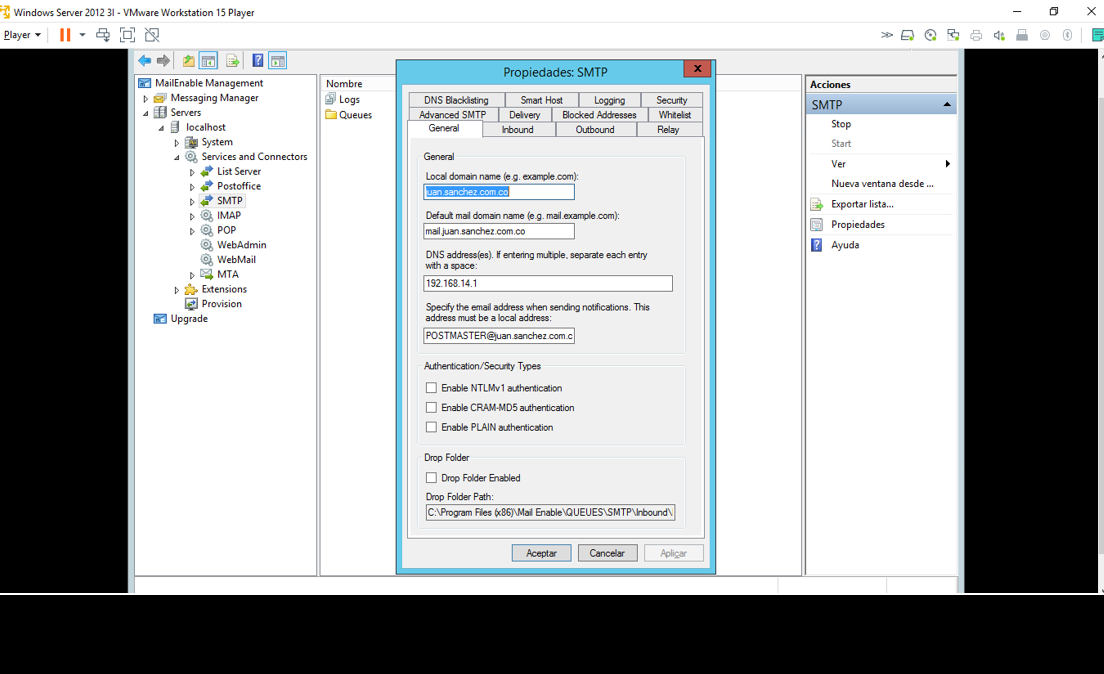 Windows Server 2012 3I - VMware Workstation 15 Player
Player
MailEnable Management
Messaging Manager
Servers
localhost
System
Services and Connectors
List Server
Postoffice
SMTP
IMAP
POP
WebAdmin
WebMail
MTA
Extensions
Provision
Upgrade
Nombre
Logs
Queues
Propiedades: SMTP
x
DNS Blacklisting Smart Host Logging Security
Advanced SMTP Delivery Blocked Addresses Whitelist
General Inbound Outbound Relay
General
Local domain name (e.g. example.com):
juan.sanchez.com.co
Default mail domain name (e.g. mail.example.com):
mail.juan.sanchez.com.co
DNS address(es). If entering multiple, separate each entry
with a space:
192.168.14.1
Specify the email address when sending notifications. This
address must be a local address:
POSTMASTER@juan.sanchez.com.c
Authentication/Security Types
Enable NTLMv1 authentication
Enable CRAM-MD5 authentication
Enable PLAIN authentication
Drop Folder
Drop Folder Enabled
Drop Folder Path:
C:\Program Files (x86)\Mail Enable\QUEUES\SMTP\Inbound\
Aceptar Cancelar Aplicar
Acciones
SMTP
Stop
Start
Ver
Nueva ventana desde ...
Exportar lista...
Propiedades
Ayuda